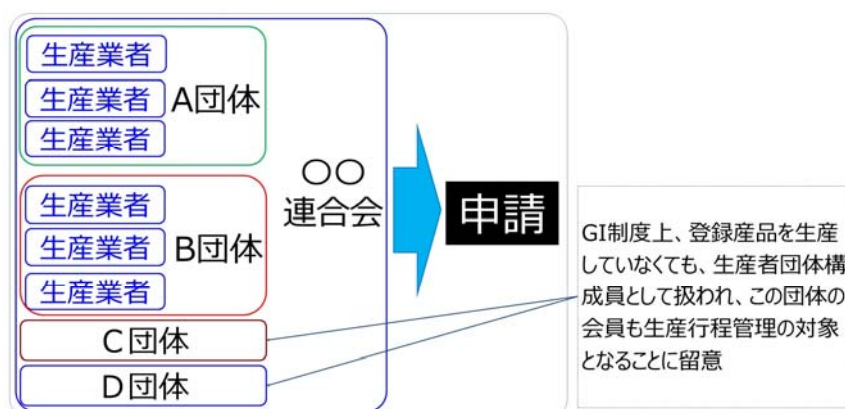 生産業者
生産業者
生産業者
A団体
生産業者
生産業者
生産業者
B団体
C団体
D団体
〇〇
連合会
申請
GI制度上、登録産品を生産
していなくても、生産者団体構
成員として扱われ、この団体の
会員も生産行程管理の対象
となることに留意